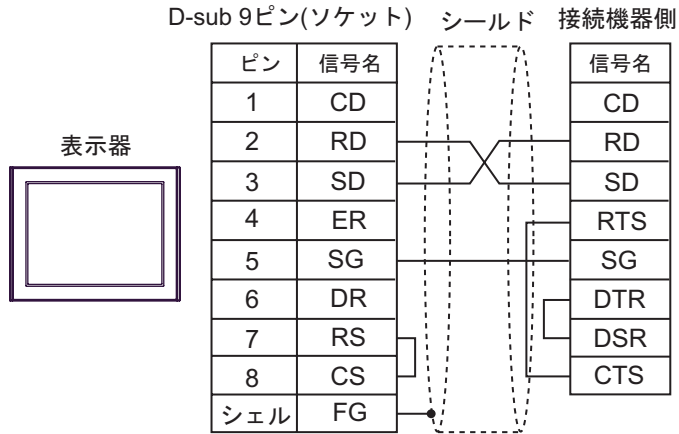 D-sub 9ピン(ソケット) シールド 接続機器側
ピン 信号名 信号名
1 CD CD
表示器
2 RD RD
3 SD SD
4 ER RTS
5 SG SG
6 DR DTR
7 RS DSR
8 CS CTS
シェル FG